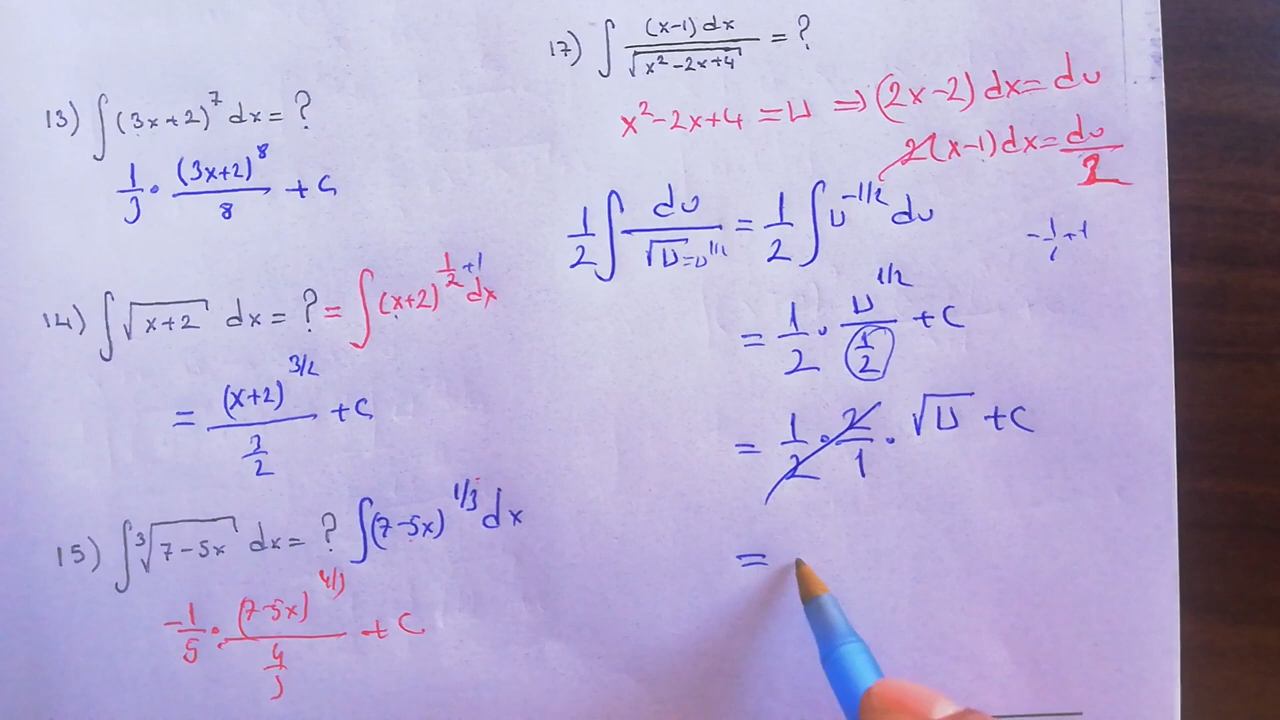 13) ∫ (3x+2)^7 dx = ?
1/3 · (3x+2)^8/8 + C
14) ∫ √(x+2) dx = ? = ∫ (x+2)^(1/2 +1) dx
= (x+2)^(3/2)/(3/2) + C
15) ∫ ³√(7-5x) dx = ? ∫ (7-5x)^(1/3) dx
-1/5 · (7-5x)^(4/3)/(4/3) + C
17) ∫ (x-1) dx/√(x²-2x+4) = ?
x²-2x+4 = U ⇒ (2x-2) dx = du
2(x-1) dx = du/2
1/2 ∫ du/√U = U^(1/2) = 1/2 ∫ U^(-1/2) du
-1/2+1
= 1/2 · U^(1/2)/(1/2) + C
= 1/2 · 2/1 · √U + C
=